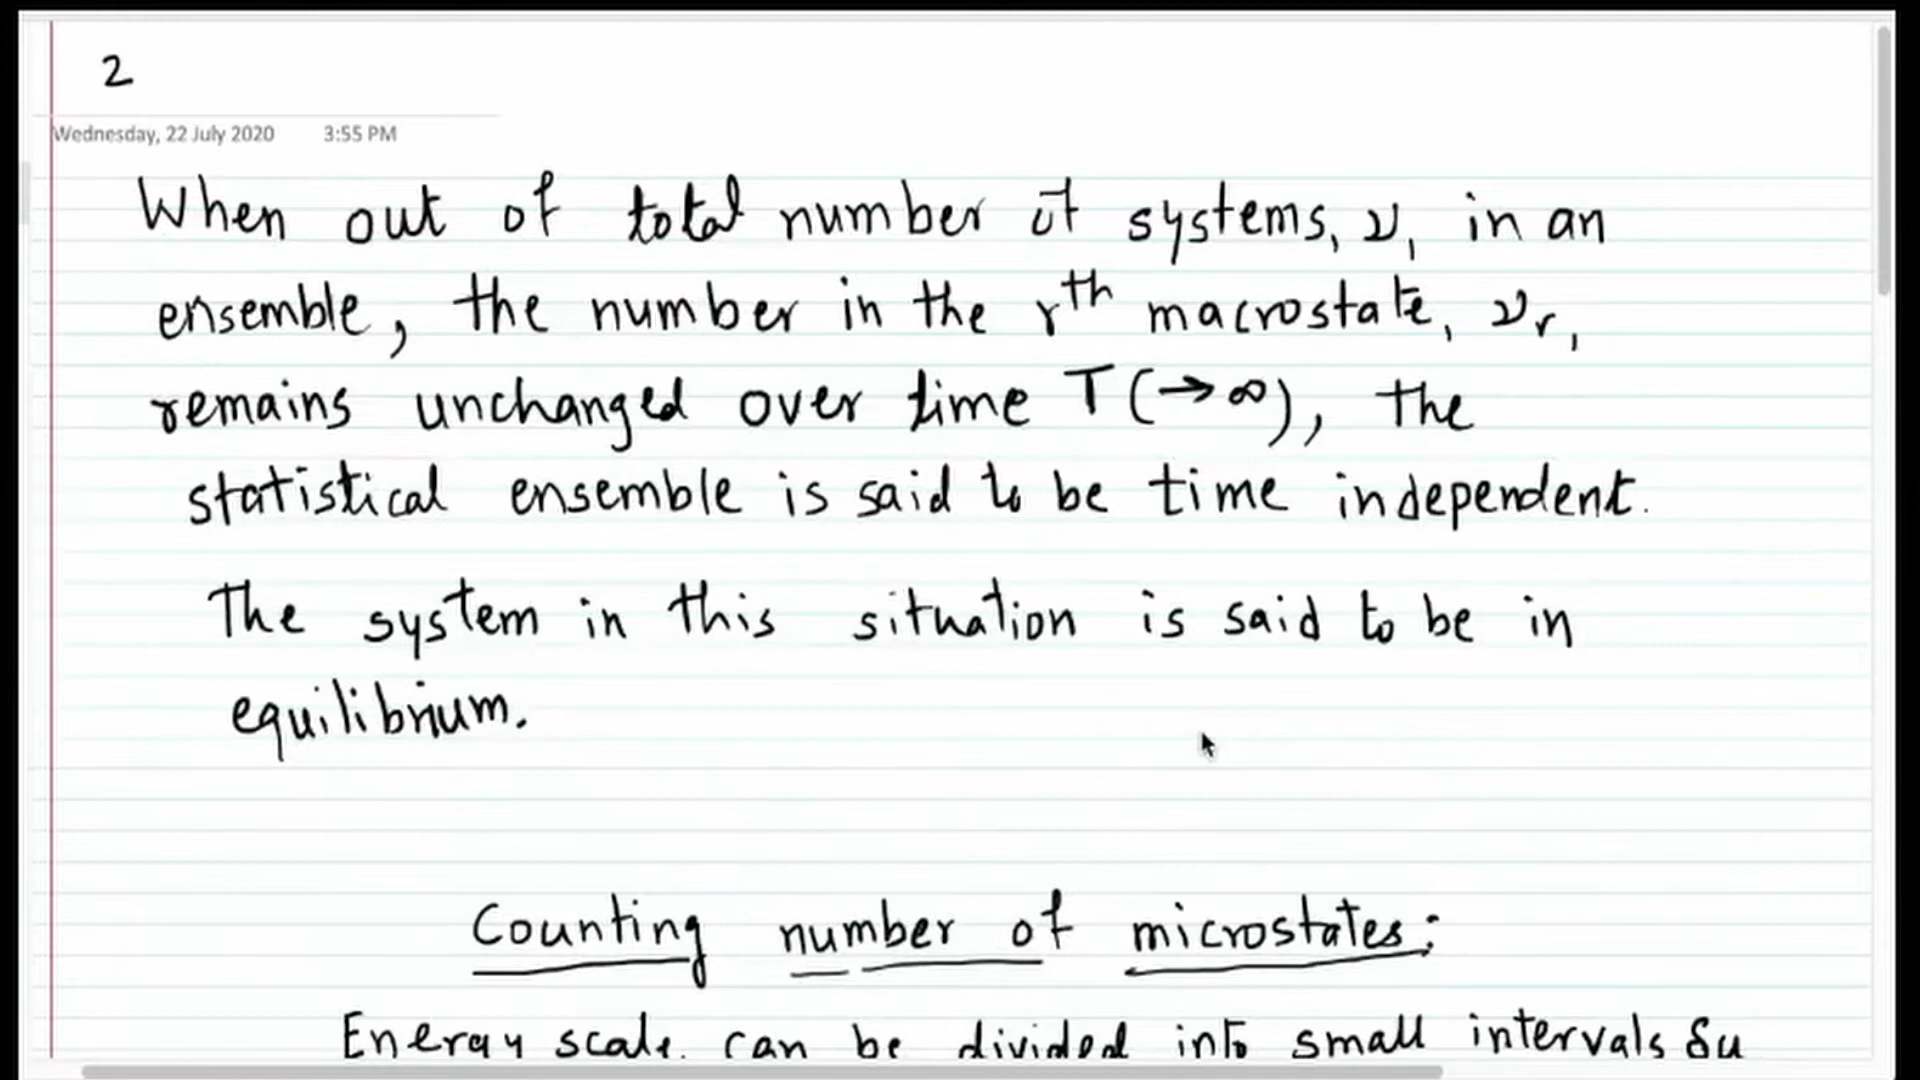 2
Wednesday, 22 July 2020 3:55 PM
When out of total number of systems, ν, in an
ensemble, the number in the rᵗʰ macrostate, νᵣ,
remains unchanged over time T (→∞), the
statistical ensemble is said to be time independent.
The system in this situation is said to be in
equilibrium.
Counting number of microstates:
Energy scale can be divided into small intervals δu